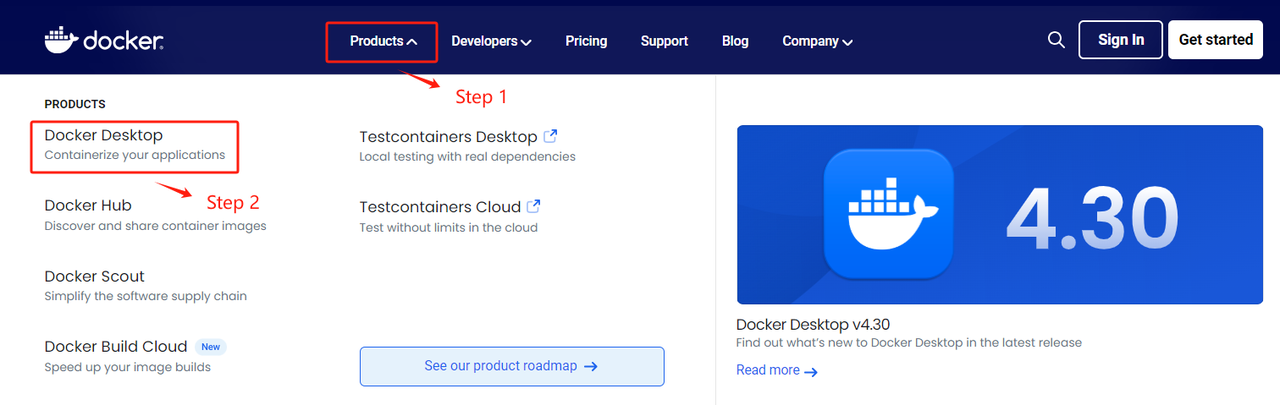 docker.
Products
Developers
Pricing
Support
Blog
Company
Sign In
Get started
Step 1
PRODUCTS
Docker Desktop
Containerize your applications
Step 2
Docker Hub
Discover and share container images
Docker Scout
Simplify the software supply chain
Docker Build Cloud New
Speed up your image builds
Testcontainers Desktop
Local testing with real dependencies
Testcontainers Cloud
Test without limits in the cloud
See our product roadmap →
4.30
Docker Desktop v4.30
Find out what's new to Docker Desktop in the latest release
Read more →